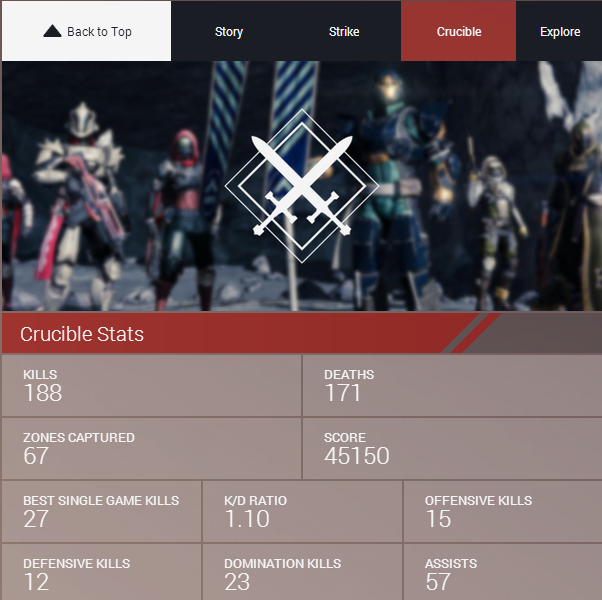 Back to Top Story Strike Crucible Explore
Crucible Stats
KILLS DEATHS
188 171
ZONES CAPTURED SCORE
67 45150
BEST SINGLE GAME KILLS K/D RATIO OFFENSIVE KILLS
27 1.10 15
DEFENSIVE KILLS DOMINATION KILLS ASSISTS
12 23 57